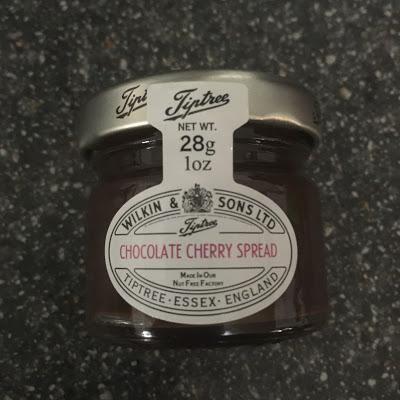 Tiptree
Tiptree
NET WT.
28g
1oz
WILKIN & SONS LTD
Tiptree
CHOCOLATE CHERRY SPREAD
MADE IN OUR
NUT FREE FACTORY
TIPTREE · ESSEX · ENGLAND